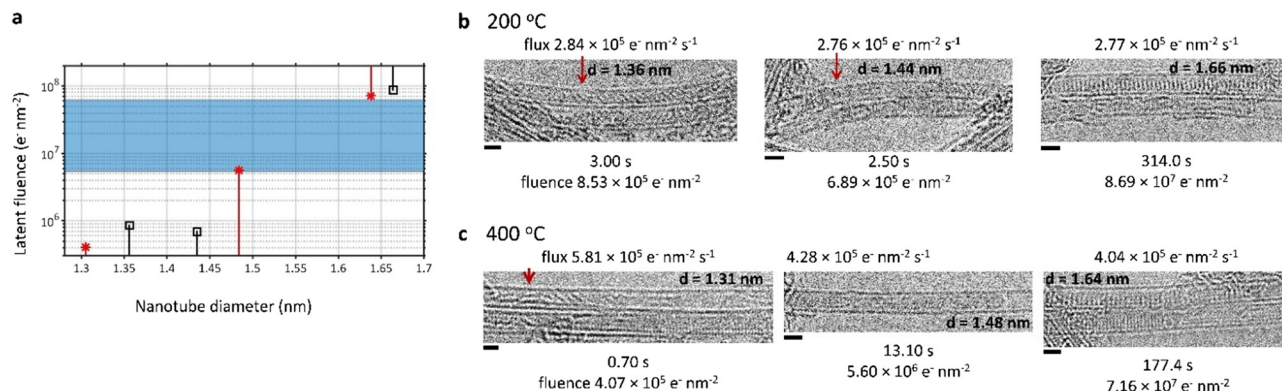 a
10⁸
10⁷
10⁶
Latent fluence (e⁻ nm⁻²)
1.3 1.35 1.4 1.45 1.5 1.55 1.6 1.65 1.7
Nanotube diameter (nm)
b 200 °C
flux 2.84 × 10⁵ e⁻ nm⁻² s⁻¹ 2.76 × 10⁵ e⁻ nm⁻² s⁻¹ 2.77 × 10⁵ e⁻ nm⁻² s⁻¹
d = 1.36 nm d = 1.44 nm d = 1.66 nm
3.00 s 2.50 s 314.0 s
fluence 8.53 × 10⁵ e⁻ nm⁻² 6.89 × 10⁵ e⁻ nm⁻² 8.69 × 10⁷ e⁻ nm⁻²
c 400 °C
flux 5.81 × 10⁵ e⁻ nm⁻² s⁻¹ 4.28 × 10⁵ e⁻ nm⁻² s⁻¹ 4.04 × 10⁵ e⁻ nm⁻² s⁻¹
d = 1.31 nm d = 1.48 nm d = 1.64 nm
0.70 s 13.10 s 177.4 s
fluence 4.07 × 10⁵ e⁻ nm⁻² 5.60 × 10⁶ e⁻ nm⁻² 7.16 × 10⁷ e⁻ nm⁻²